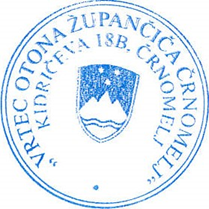 "VRTEC OTONA ŽUPANČIČA ČRNOMELJ"
KIDRIČEVA 18B, ČRNOMELJ